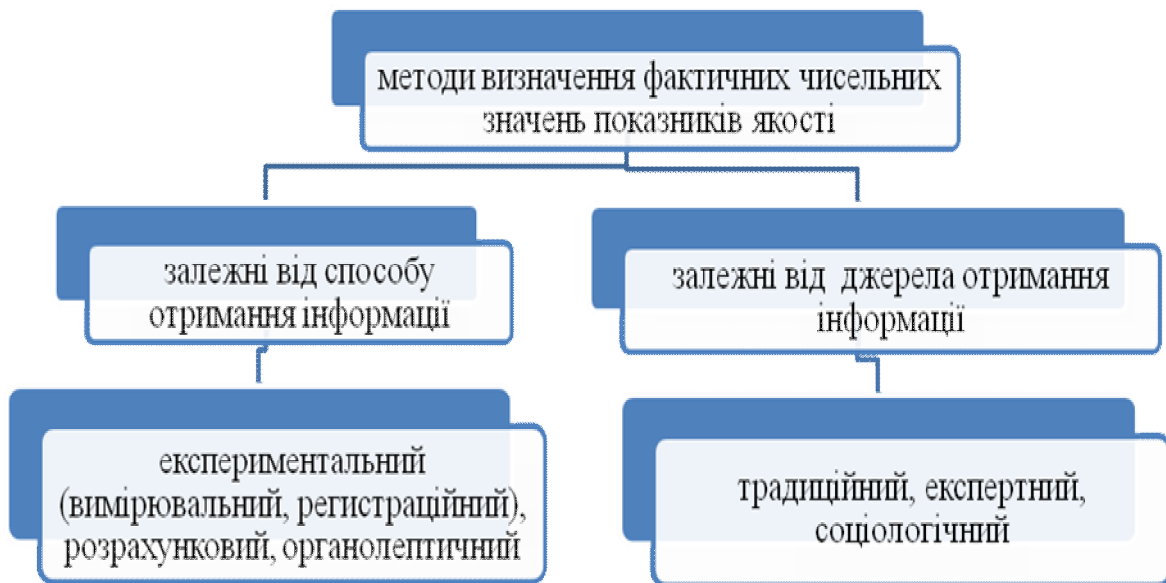 методи визначення фактичних чисельних
значень показників якості
залежні від способу
отримання інформації
залежні від джерела отримання
інформації
експериментальний
(вимірювальний, регистраційний),
розрахунковий, органолептичний
традиційний, експертний,
соціологічний